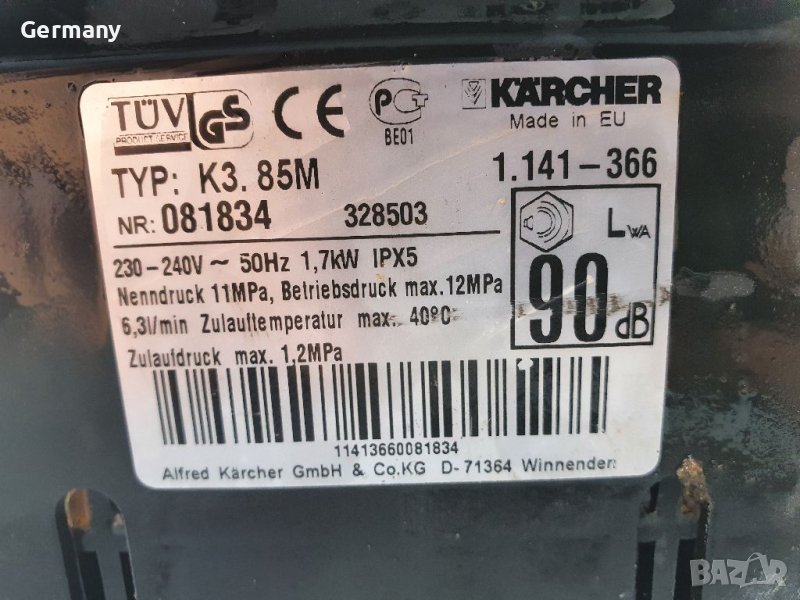 Germany
TÜV
PRODUCT SERVICE
GS
CE
BE01
KÄRCHER
Made in EU
TYP: K3.85M 1.141-366
NR: 081834 328503
LWA
90 dB
230-240V ~ 50Hz 1,7kW IPX5
Nenndruck 11MPa, Betriebsdruck max.12MPa
6,3l/min Zulauftemperatur max. 40°C
Zulaufdruck max. 1,2MPa
11413660081834
Alfred Kärcher GmbH & Co.KG D-71364 Winnenden
BAZAR